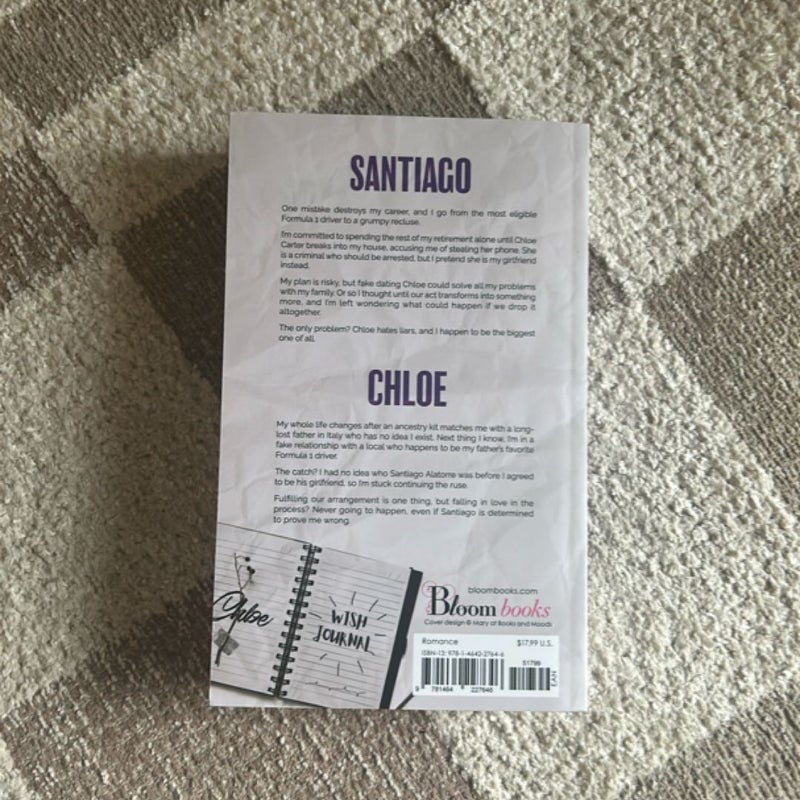 SANTIAGO
One mistake destroys my career, and I go from the most eligible
Formula 1 driver to a grumpy recluse.
I'm committed to spending the rest of my retirement alone until Chloe
Carter breaks into my house, accusing me of stealing her phone. She
is a criminal who should be arrested, but I pretend she is my girlfriend
instead.
My plan is risky, but fake dating Chloe could solve all my problems
with my family. Or so I thought until our act transforms into something
more, and I'm left wondering what could happen if we drop it
altogether.
The only problem? Chloe hates liars, and I happen to be the biggest
one of all.
CHLOE
My whole life changes after an ancestry kit matches me with a long-
lost father in Italy who has no idea I exist. Next thing I know, I'm in a
fake relationship with a local who happens to be my father's favorite
Formula 1 driver.
The catch? I had no idea who Santiago Alatorre was before I agreed
to be his girlfriend, so I'm stuck continuing the ruse.
Fulfilling our arrangement is one thing, but falling in love in the
process? Never going to happen, even if Santiago is determined
to prove me wrong.
Chloe
WISH
JOURNAL
bloombooks.com
Bloom books
Cover design © Mary at Books and Moods
Romance $17.99 U.S.
ISBN-13: 978-1-4642-2764-6
51799
EAN
9 781464 227646